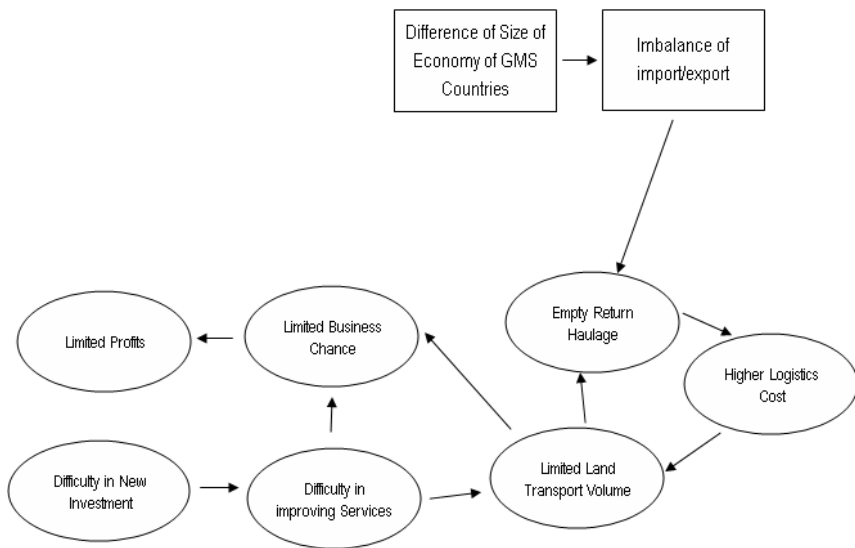 Difference of Size of
Economy of GMS
Countries
Imbalance of
import/export
Empty Return
Haulage
Limited Business
Chance
Limited Profits
Higher Logistics
Cost
Limited Land
Transport Volume
Difficulty in New
Investment
Difficulty in
improving Services